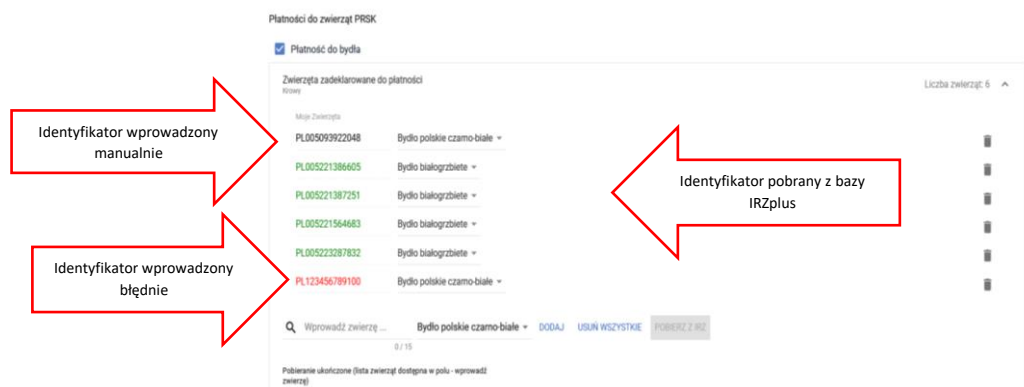 Płatności do zwierząt PRSK
Płatność do bydła
Zwierzęta zadeklarowane do płatności
Krowy
Liczba zwierząt: 6
Moje Zwierzęta
Identyfikator wprowadzony
manualnie
PL005093922048 Bydło polskie czarno-białe
PL005221386605 Bydło białogrzbiete
PL005221387251 Bydło białogrzbiete
Identyfikator pobrany z bazy
IRZplus
PL005221564683 Bydło białogrzbiete
PL005223287832 Bydło białogrzbiete
Identyfikator wprowadzony
błędnie
PL123456789100 Bydło polskie czarno-białe
Wprowadź zwierzę ... Bydło polskie czarno-białe DODAJ USUŃ WSZYSTKIE POBIERZ Z IRZ
0 / 15
Pobieranie ukończone (lista zwierząt dostępna w polu - wprowadź
zwierzę)